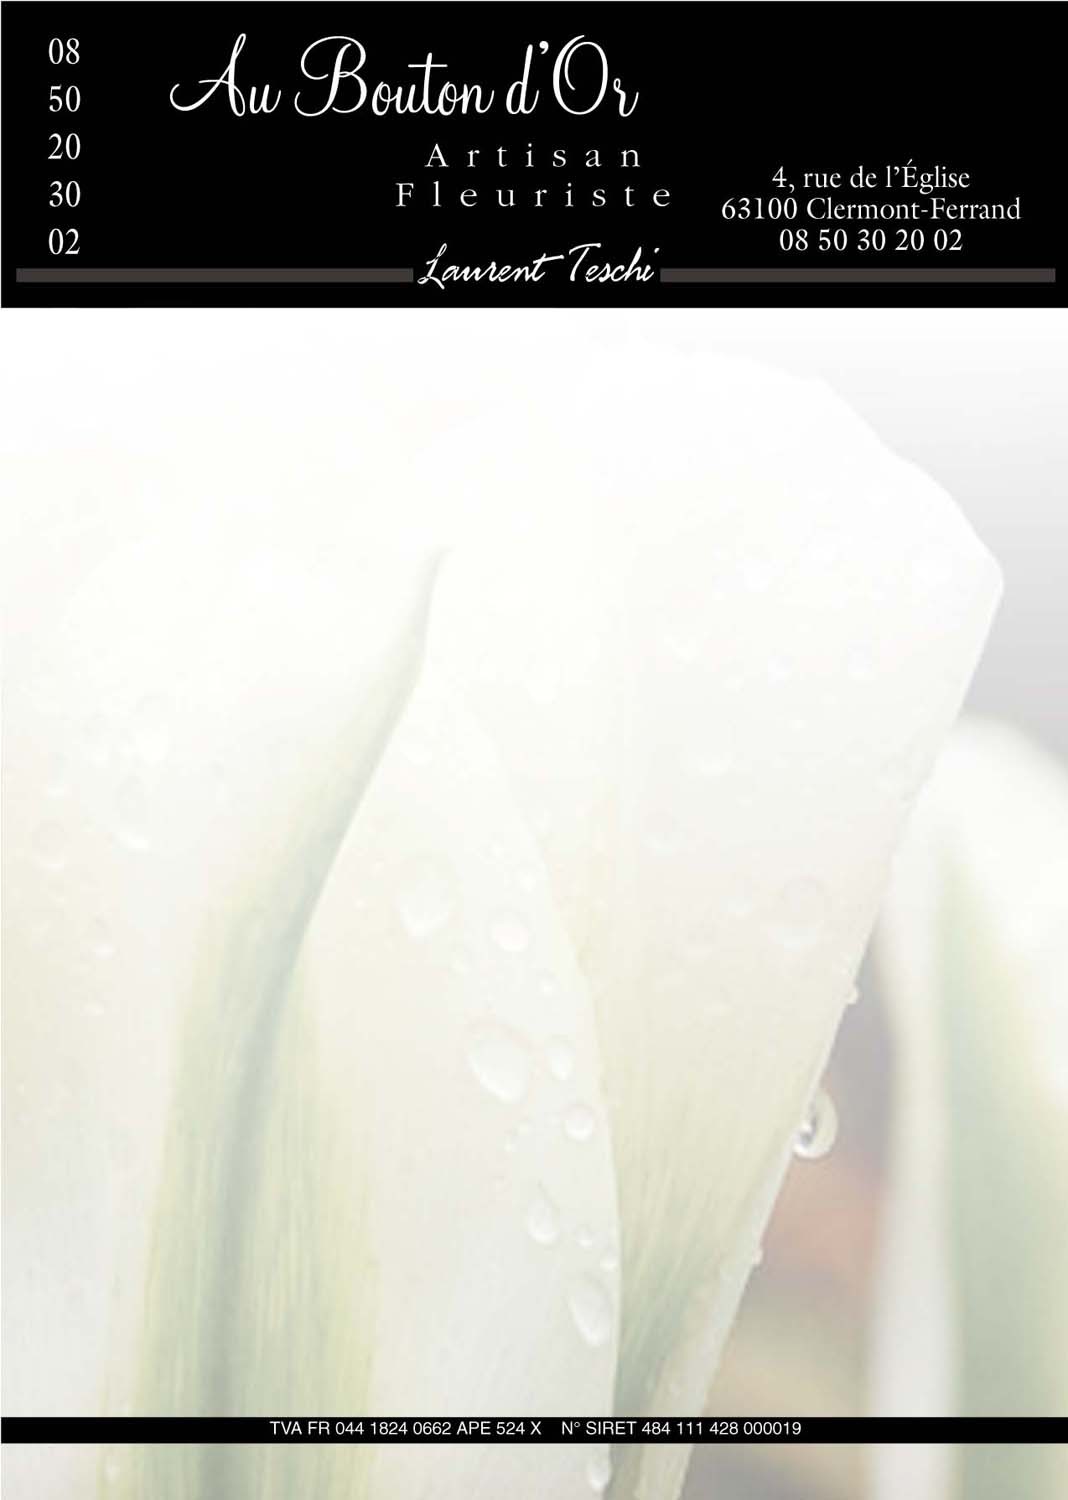 08
50
20
30
02
Au Bouton d'Or
Artisan
Fleuriste
Laurent Teschi
4, rue de l'Église
63100 Clermont-Ferrand
08 50 30 20 02
TVA FR 044 1824 0662 APE 524 X N° SIRET 484 111 428 000019